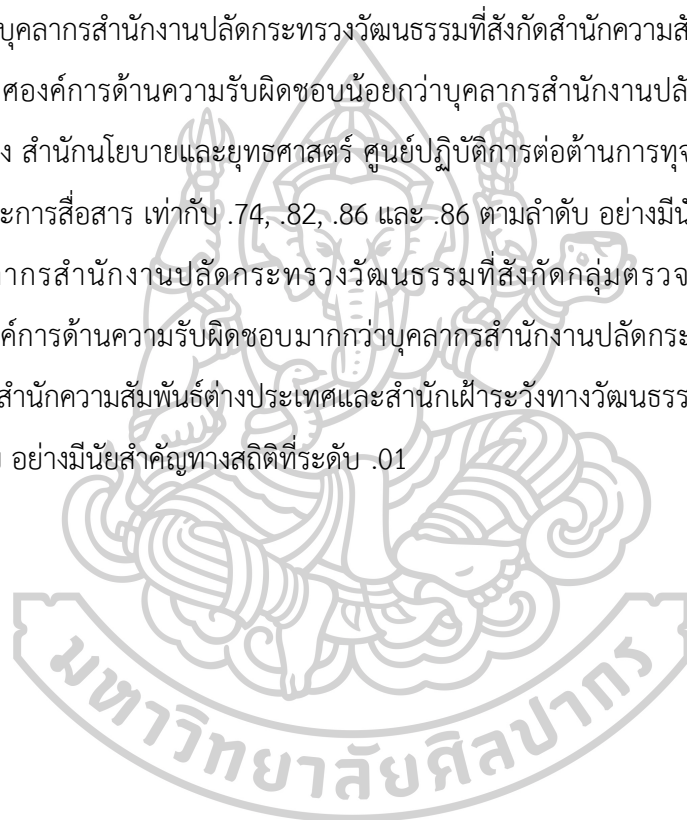 บุคลากรสำนักงานปลัดกระทรวงวัฒนธรรมที่สังกัดสำนักความสั
ศองค์การด้านความรับผิดชอบน้อยกว่าบุคลากรสำนักงานปลั
ง สำนักนโยบายและยุทธศาสตร์ ศูนย์ปฏิบัติการต่อต้านการทุจ
ะการสื่อสาร เท่ากับ .74, .82, .86 และ .86 ตามลำดับ อย่างมีนั
ลากรสำนักงานปลัดกระทรวงวัฒนธรรมที่สังกัดกลุ่มตรวจ
ค์การด้านความรับผิดชอบมากกว่าบุคลากรสำนักงานปลัดกระ
สำนักความสัมพันธ์ต่างประเทศและสำนักเฝ้าระวังทางวัฒนธรร
อย่างมีนัยสำคัญทางสถิติที่ระดับ .01
มหาวิทยาลัยศิลปากร